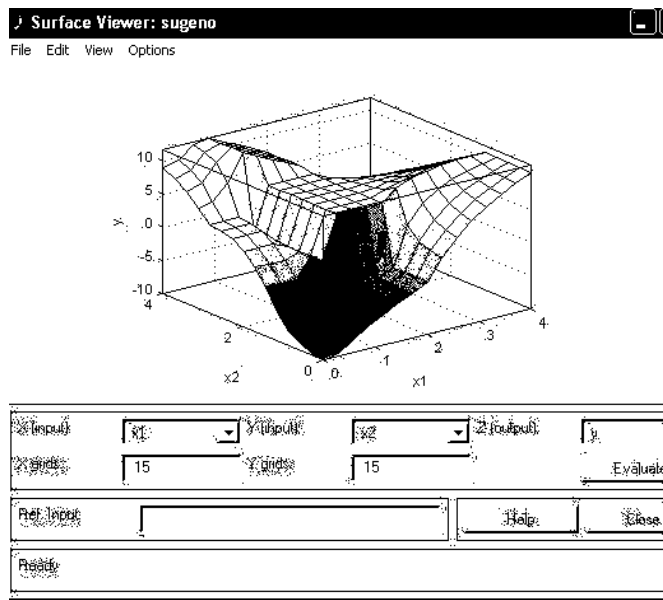 Surface Viewer: sugeno
File Edit View Options
10
5
0
-5
-10
y
4
2
0
x2
0
1
2
3
4
x1
X (input): x1 Y (input): x2 Z (output): y
X grids: 15 Y grids: 15 Evaluate
Ref. Input: Help Close
Ready